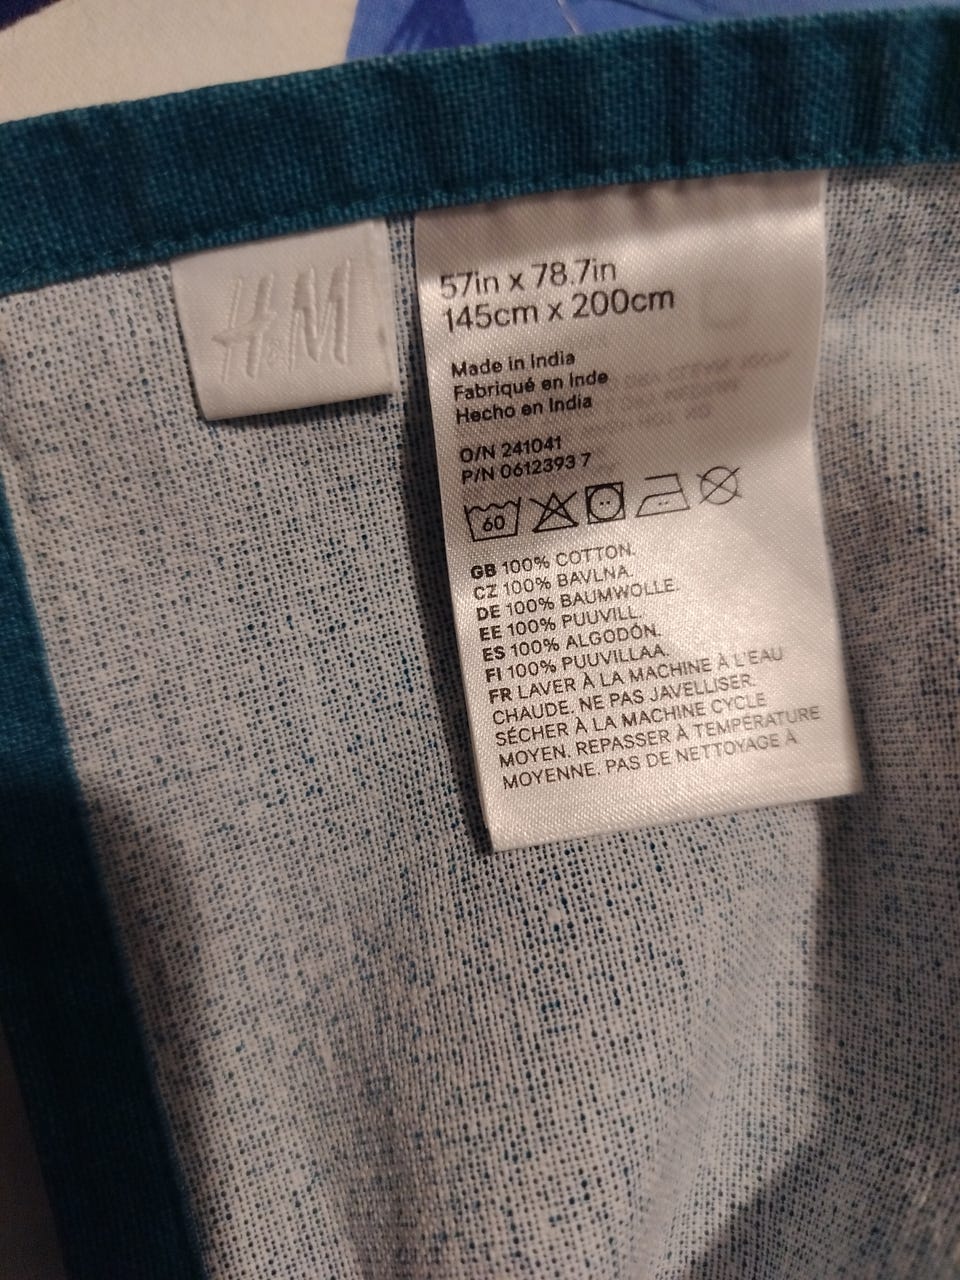 H&M
57in x 78.7in
145cm x 200cm
Made in India
Fabriqué en Inde
Hecho en India
O/N 241041
P/N 0612393 7
60
GB 100% COTTON.
CZ 100% BAVLNA.
DE 100% BAUMWOLLE.
EE 100% PUUVILL.
ES 100% ALGODÓN.
FI 100% PUUVILLAA.
FR LAVER À LA MACHINE À L'EAU
CHAUDE. NE PAS JAVELLISER.
SÉCHER À LA MACHINE CYCLE
MOYEN. REPASSER À TEMPÉRATURE
MOYENNE. PAS DE NETTOYAGE À